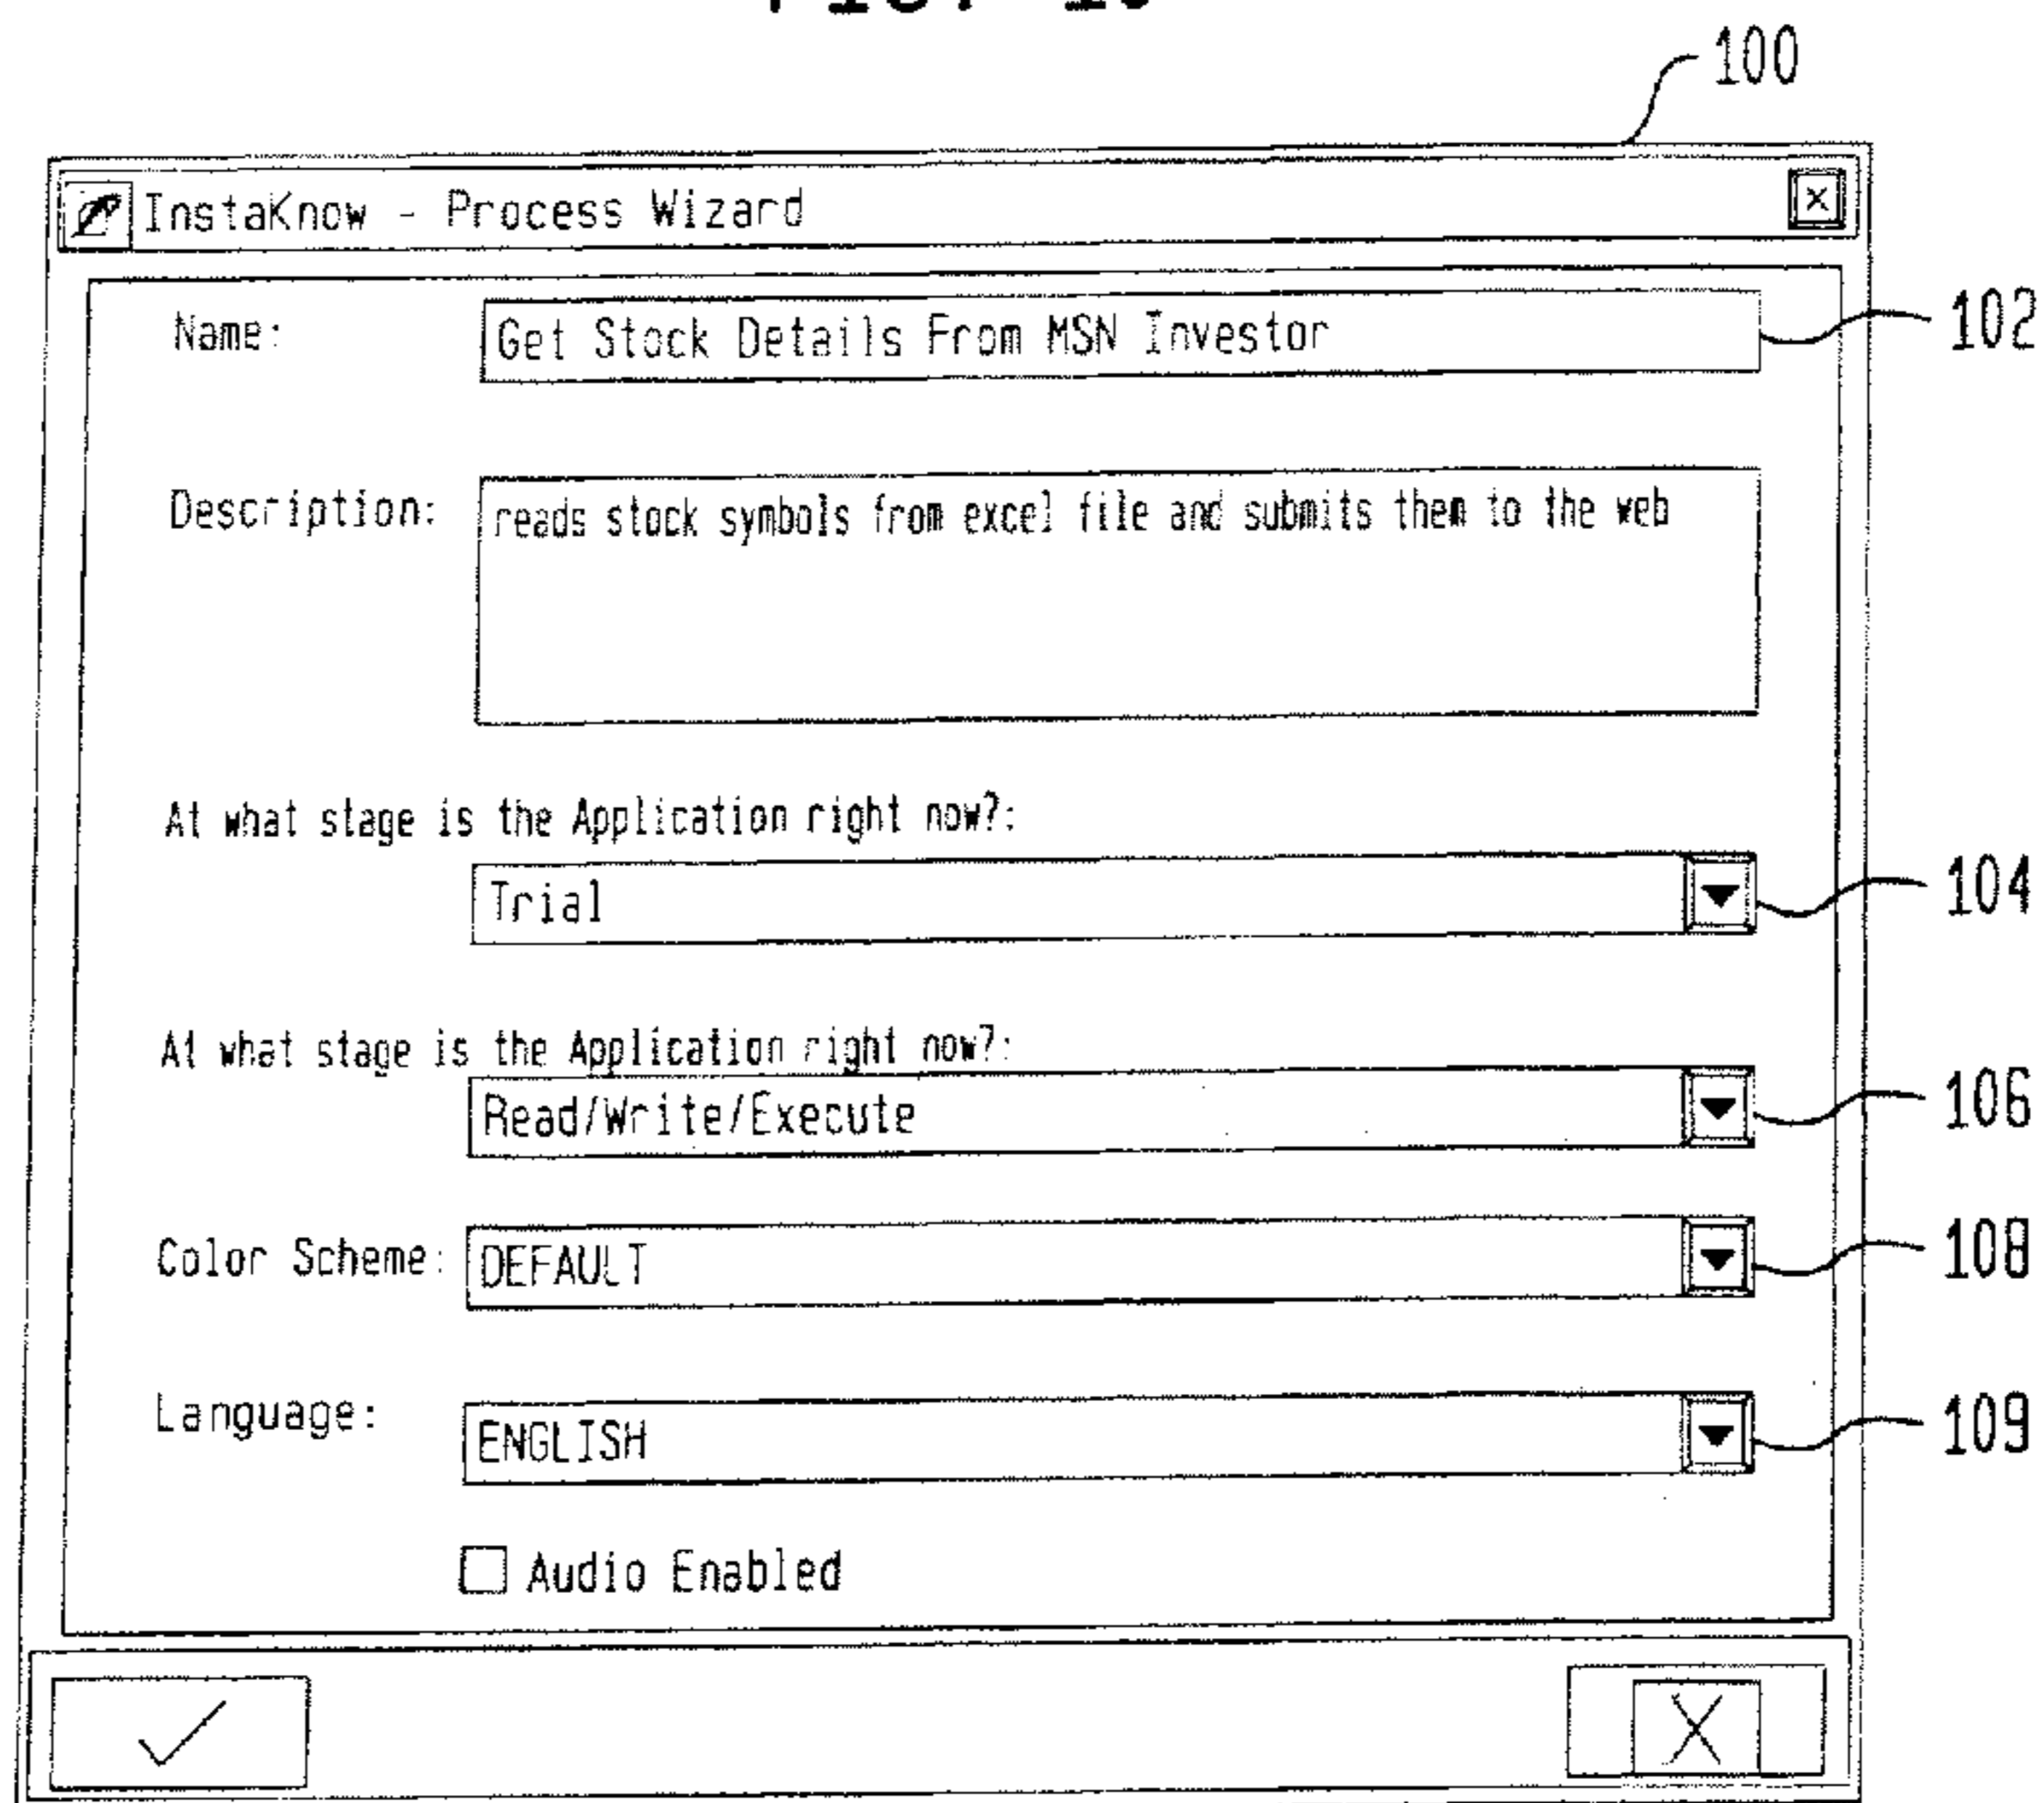 100
InstaKnow - Process Wizard
Name: Get Stock Details From MSN Investor 102
Description: reads stock symbols from excel file and submits them to the web
At what stage is the Application right now?:
Trial 104
At what stage is the Application right now?:
Read/Write/Execute 106
Color Scheme: DEFAULT 108
Language: ENGLISH 109
Audio Enabled